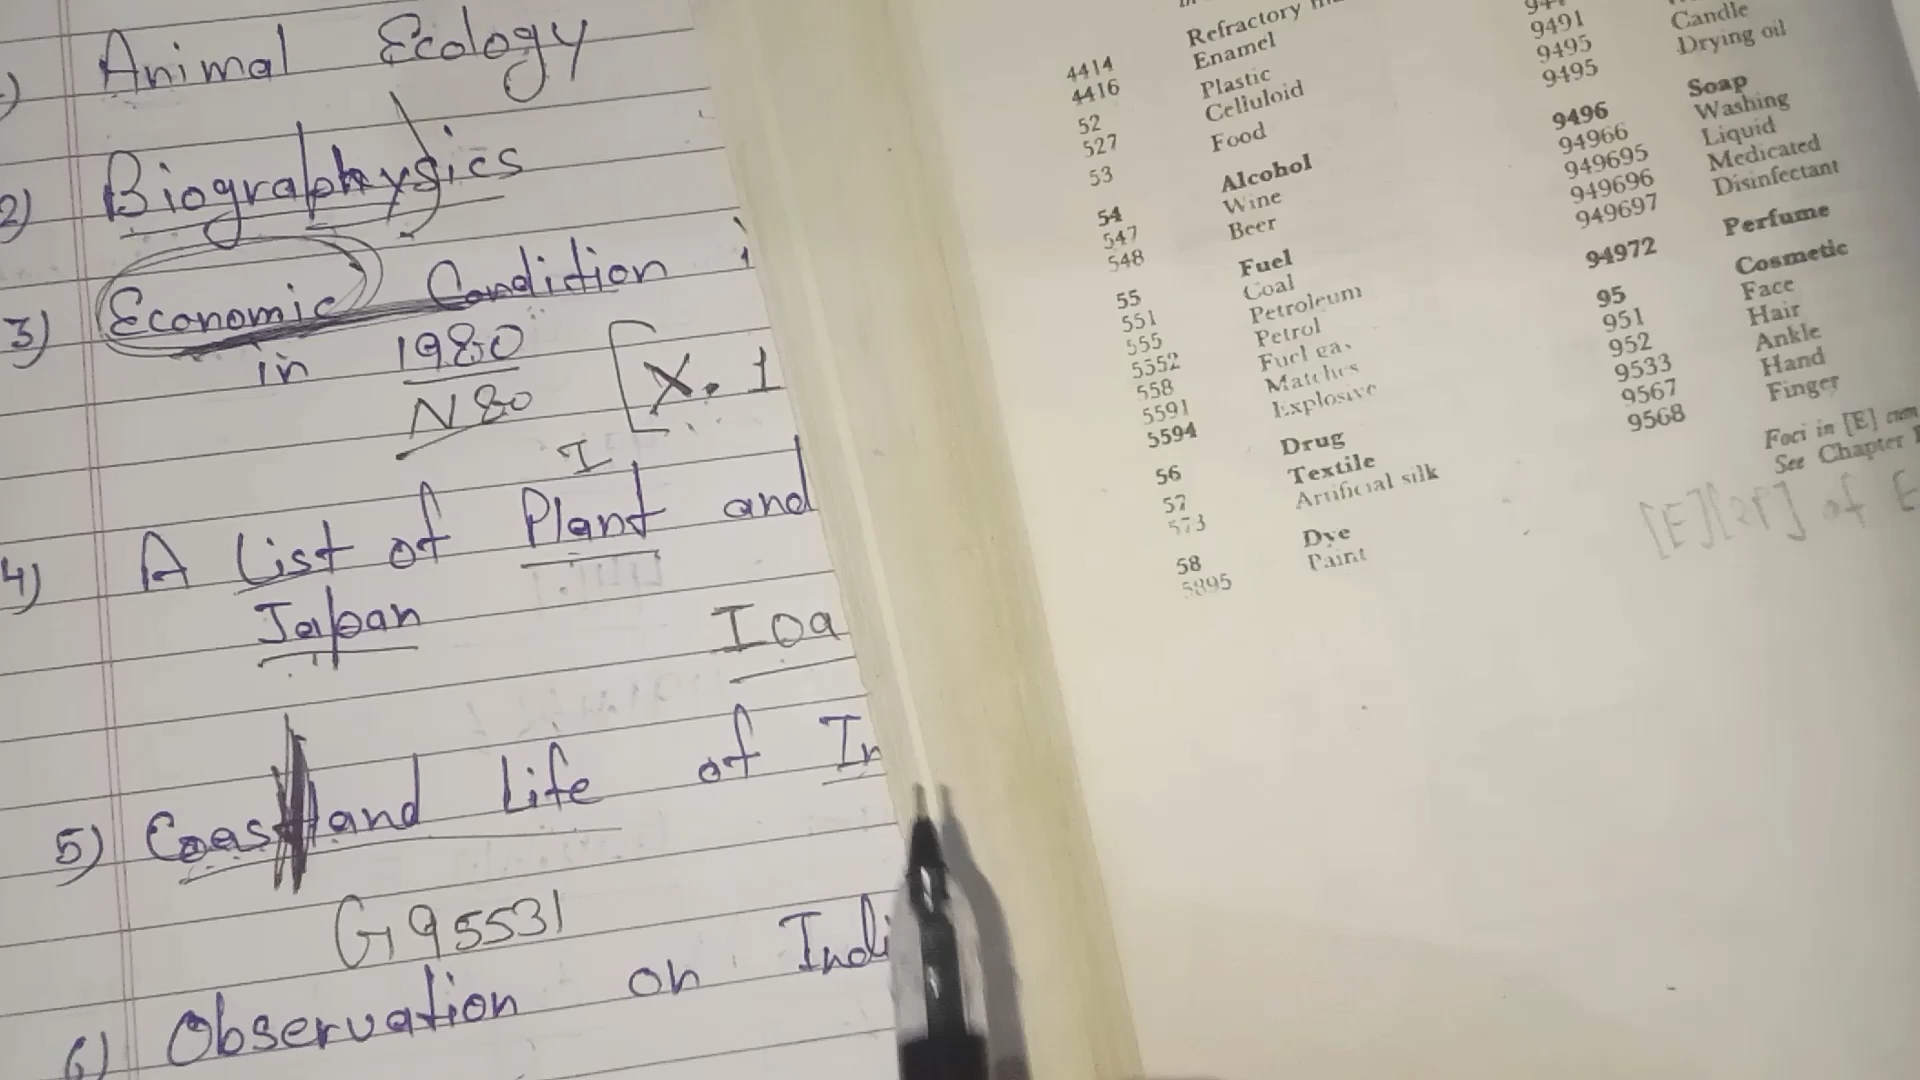 1) Animal Ecology
2) Biographysics
3) Economic Condition
in 1980
N80 [X.1
I
4) A List of Plant and
Japan
I0a
5) Coastland Life of In
G95531
6) Observation on Indi
Refractory
4414 Enamel
4416 Plastic
52 Celluloid
527 Food
53 Alcohol
54 Wine
547 Beer
548 Fuel
55 Coal
551 Petroleum
555 Petrol
5552 Fuel gas
558 Matches
5591 Explosive
5594 Drug
56 Textile
57 Artificial silk
573
58 Dye
5895 Paint
9491 Candle
9495 Drying oil
9495 Soap
9496 Washing
94966 Liquid
949695 Medicated
949696 Disinfectant
949697 Perfume
94972 Cosmetic
95 Face
951 Hair
952 Ankle
9533 Hand
9567 Finger
9568
Foci in [E] cum
See Chapter
[E][2P] of E